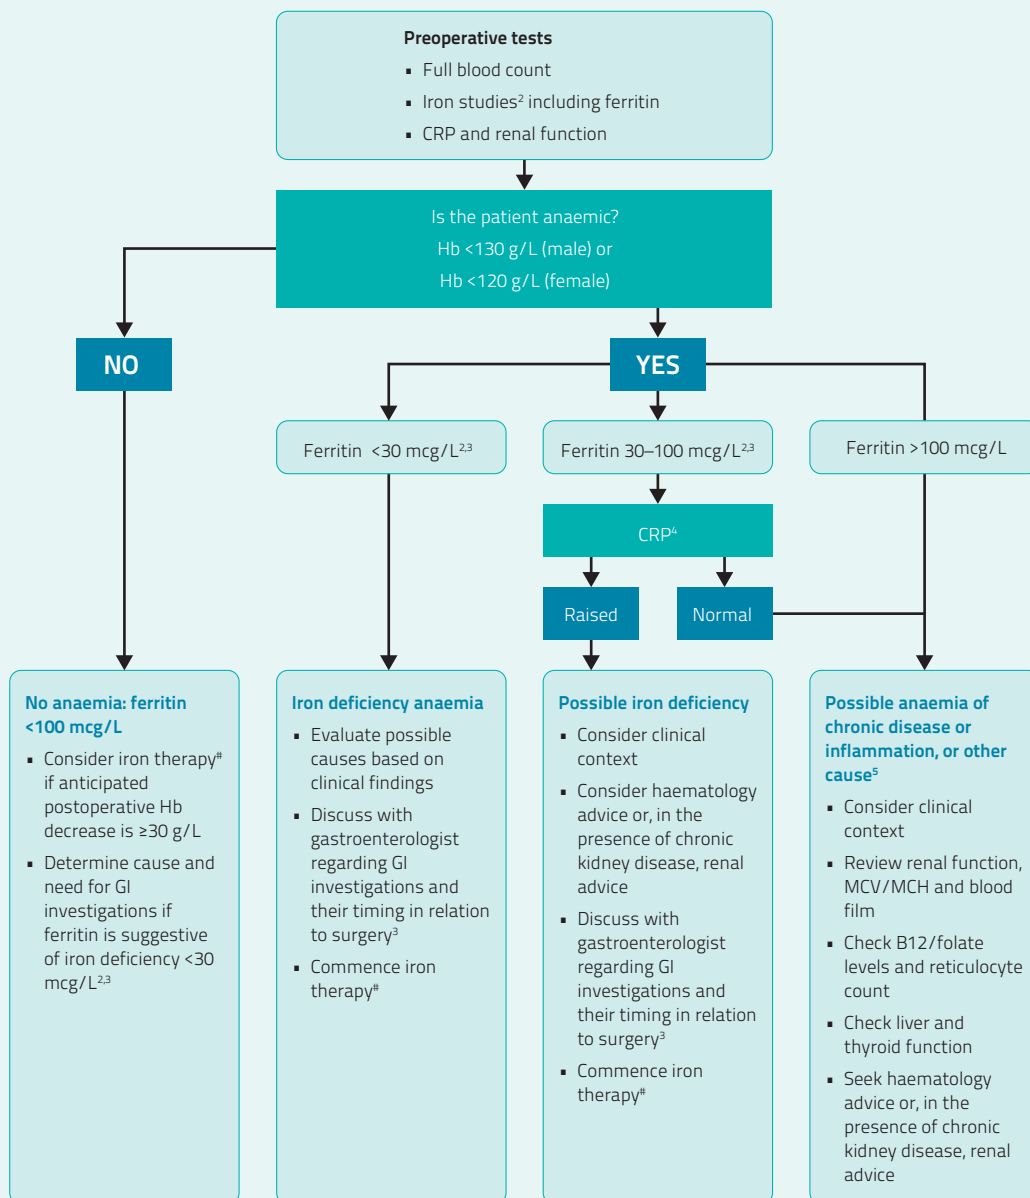 Preoperative tests
▪ Full blood count
▪ Iron studies² including ferritin
▪ CRP and renal function
Is the patient anaemic?
Hb <130 g/L (male) or
Hb <120 g/L (female)
NO
YES
Ferritin <30 mcg/L²,³
Ferritin 30–100 mcg/L²,³
Ferritin >100 mcg/L
CRP⁴
Raised
Normal
No anaemia: ferritin
<100 mcg/L
▪ Consider iron therapy#
if anticipated
postoperative Hb
decrease is ≥30 g/L
▪ Determine cause and
need for GI
investigations if
ferritin is suggestive
of iron deficiency <30
mcg/L²,³
Iron deficiency anaemia
▪ Evaluate possible
causes based on
clinical findings
▪ Discuss with
gastroenterologist
regarding GI
investigations and
their timing in relation
to surgery³
▪ Commence iron
therapy#
Possible iron deficiency
▪ Consider clinical
context
▪ Consider haematology
advice or, in the
presence of chronic
kidney disease, renal
advice
▪ Discuss with
gastroenterologist
regarding GI
investigations and
their timing in relation
to surgery³
▪ Commence iron
therapy#
Possible anaemia of
chronic disease or
inflammation, or other
cause⁵
▪ Consider clinical
context
▪ Review renal function,
MCV/MCH and blood
film
▪ Check B12/folate
levels and reticulocyte
count
▪ Check liver and
thyroid function
▪ Seek haematology
advice or, in the
presence of chronic
kidney disease, renal
advice